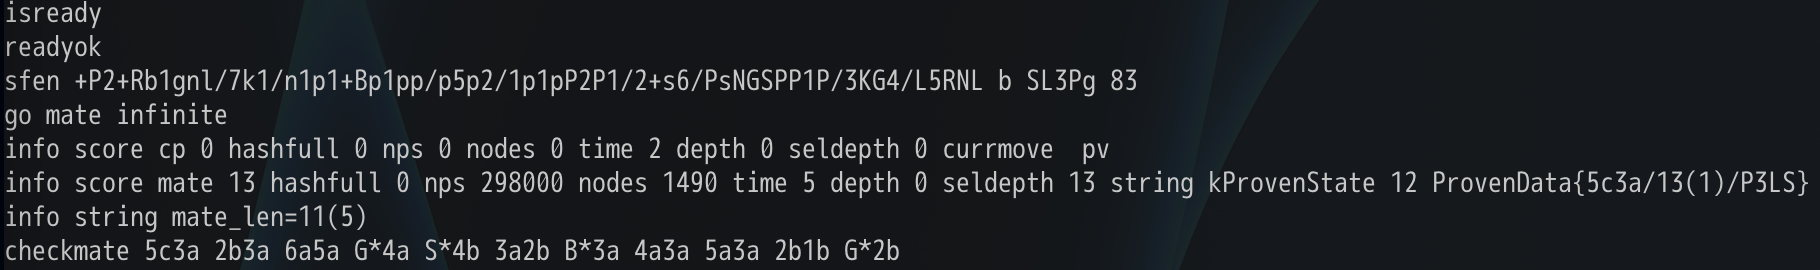 isready
readyok
sfen +P2+Rb1gnl/7k1/n1p1+Bp1pp/p5p2/1p1pP2P1/2+s6/PsNGSPP1P/3KG4/L5RNL b SL3Pg 83
go mate infinite
info score cp 0 hashfull 0 nps 0 nodes 0 time 2 depth 0 seldepth 0 currmove  pv
info score mate 13 hashfull 0 nps 298000 nodes 1490 time 5 depth 0 seldepth 13 string kProvenState 12 ProvenData{5c3a/13(1)/P3LS}
info string mate_len=11(5)
checkmate 5c3a 2b3a 6a5a G*4a S*4b 3a2b B*3a 4a3a 5a3a 2b1b G*2b